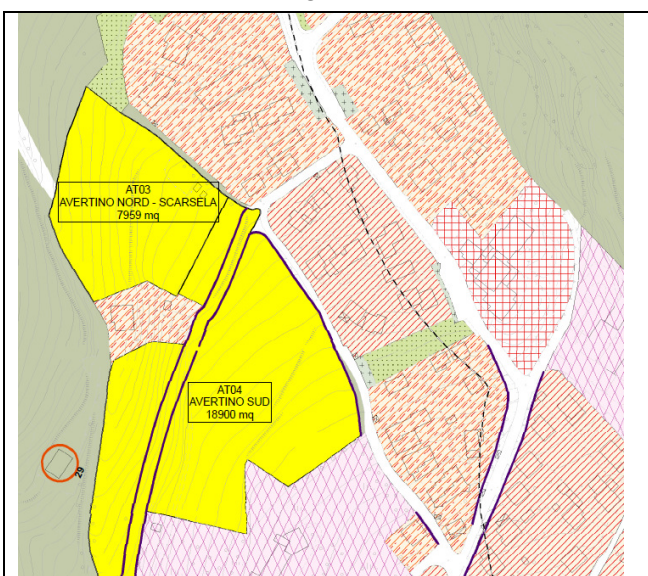 AT03
AVERTINO NORD - SCARSELA
7959 mq
AT04
AVERTINO SUD
18900 mq
29